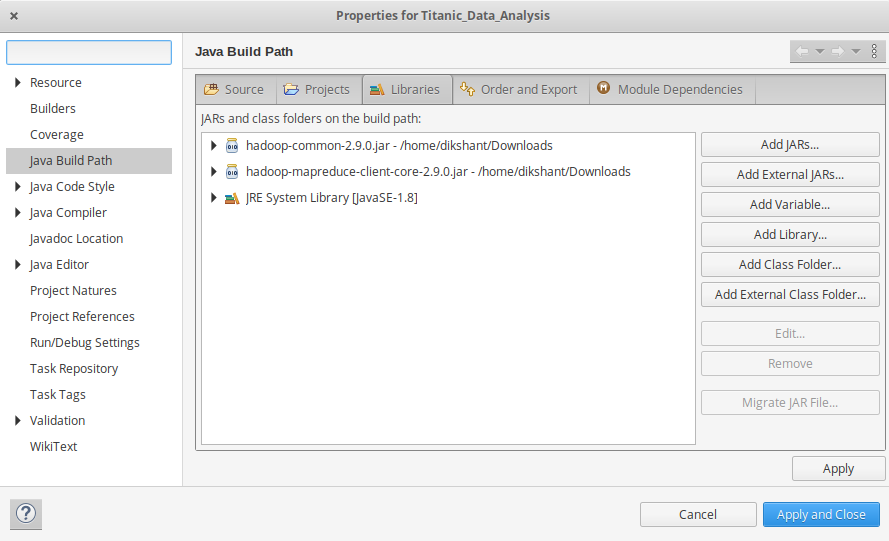 Properties for Titanic_Data_Analysis
Resource
Builders
Coverage
Java Build Path
Java Code Style
Java Compiler
Javadoc Location
Java Editor
Project Natures
Project References
Run/Debug Settings
Task Repository
Task Tags
Validation
WikiText
Java Build Path
Source Projects Libraries Order and Export Module Dependencies
JARs and class folders on the build path:
hadoop-common-2.9.0.jar - /home/dikshant/Downloads
hadoop-mapreduce-client-core-2.9.0.jar - /home/dikshant/Downloads
JRE System Library [JavaSE-1.8]
Add JARs...
Add External JARs...
Add Variable...
Add Library...
Add Class Folder...
Add External Class Folder...
Edit...
Remove
Migrate JAR File...
Apply
Cancel Apply and Close